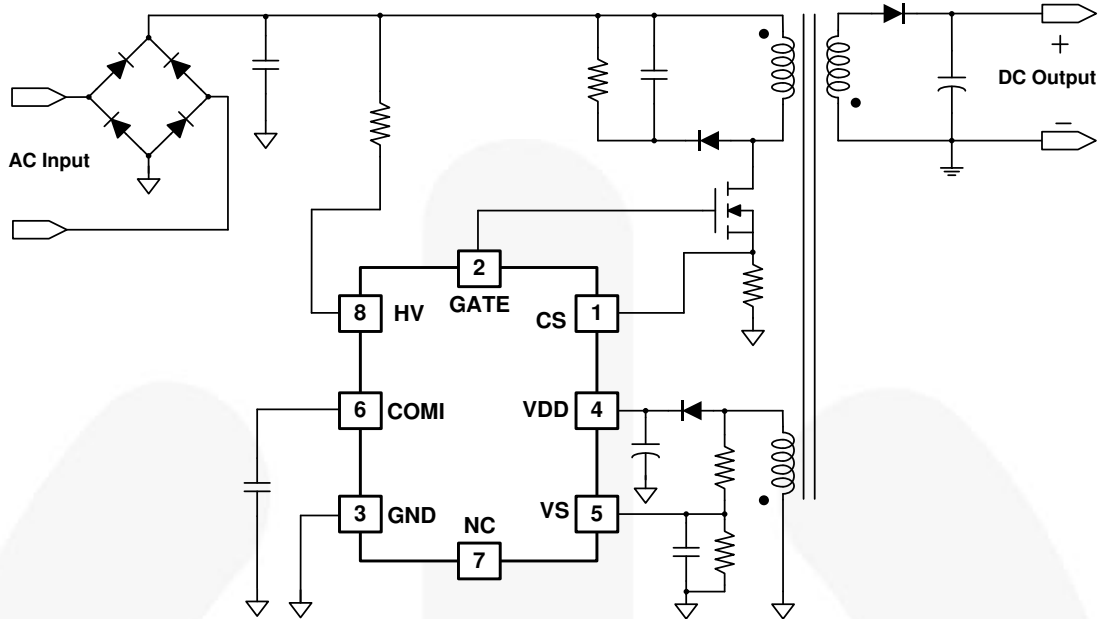 +
DC Output
−
AC Input
2
GATE
8
HV
CS
1
6
COMI
VDD
4
3
GND
NC
7
VS
5